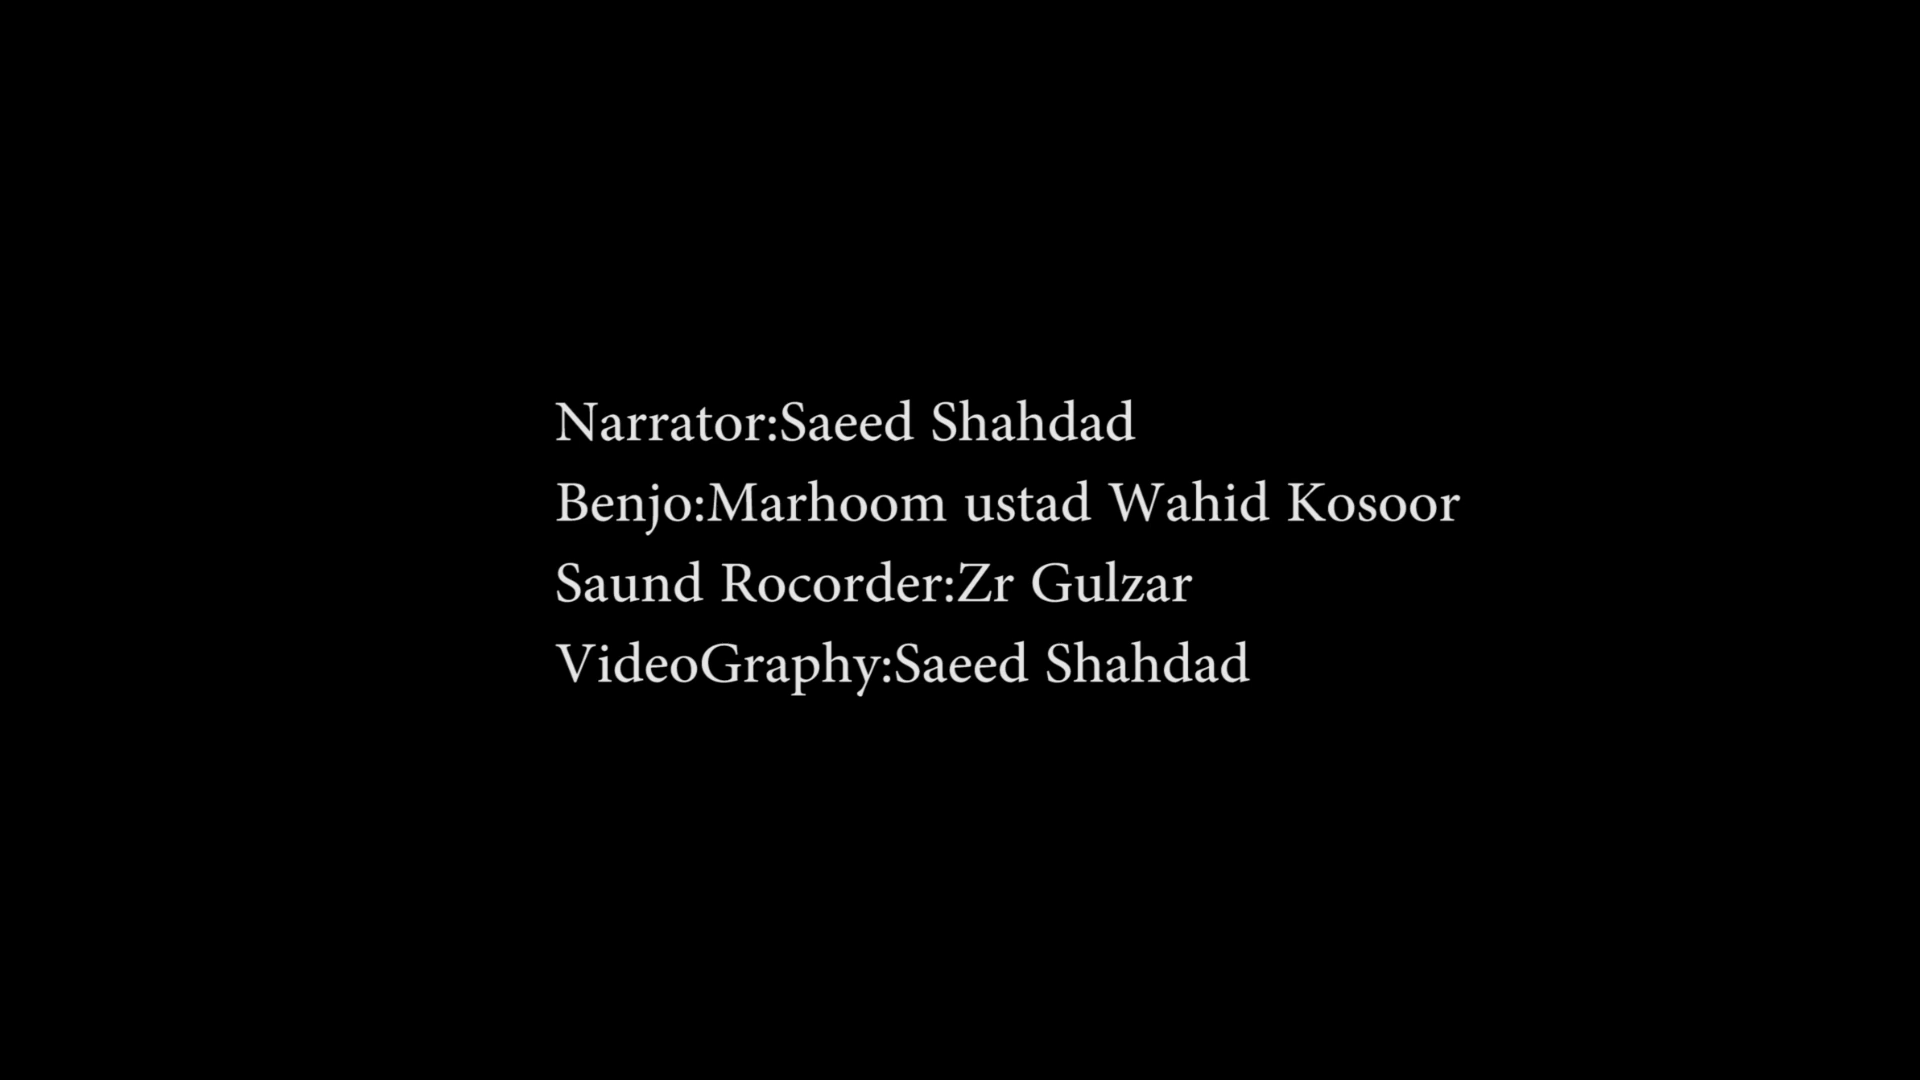 Narrator:Saeed Shahdad
Benjo:Marhoom ustad Wahid Kosoor
Saund Rocorder:Zr Gulzar
VideoGraphy:Saeed Shahdad